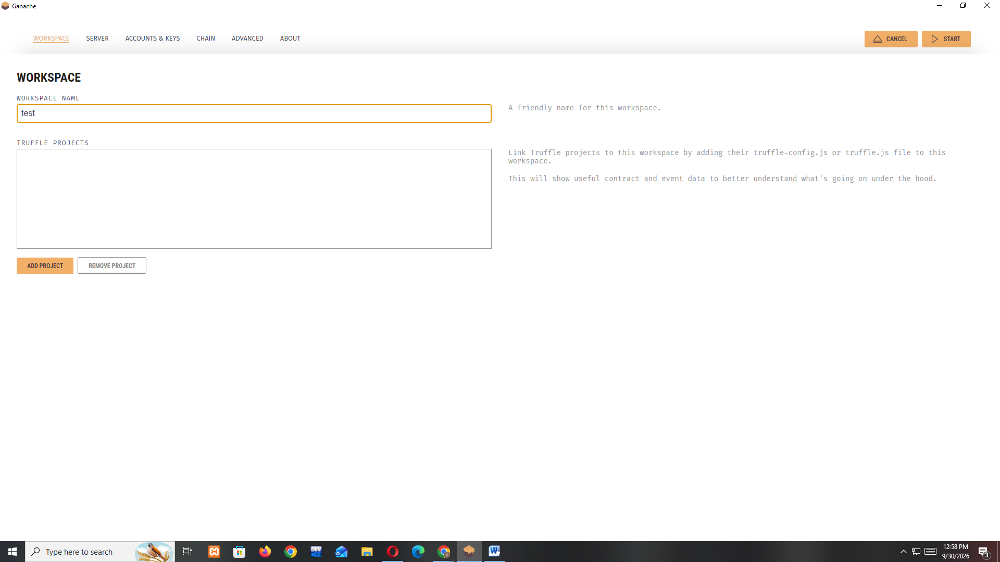 Ganache
WORKSPACE SERVER ACCOUNTS & KEYS CHAIN ADVANCED ABOUT
CANCEL START
WORKSPACE
WORKSPACE NAME
test
A friendly name for this workspace.
TRUFFLE PROJECTS
Link Truffle projects to this workspace by adding their truffle-config.js or truffle.js file to this
workspace.
This will show useful contract and event data to better understand what's going on under the hood.
ADD PROJECT REMOVE PROJECT
Type here to search
DEV
W
12:58 PM
9/30/2026
3